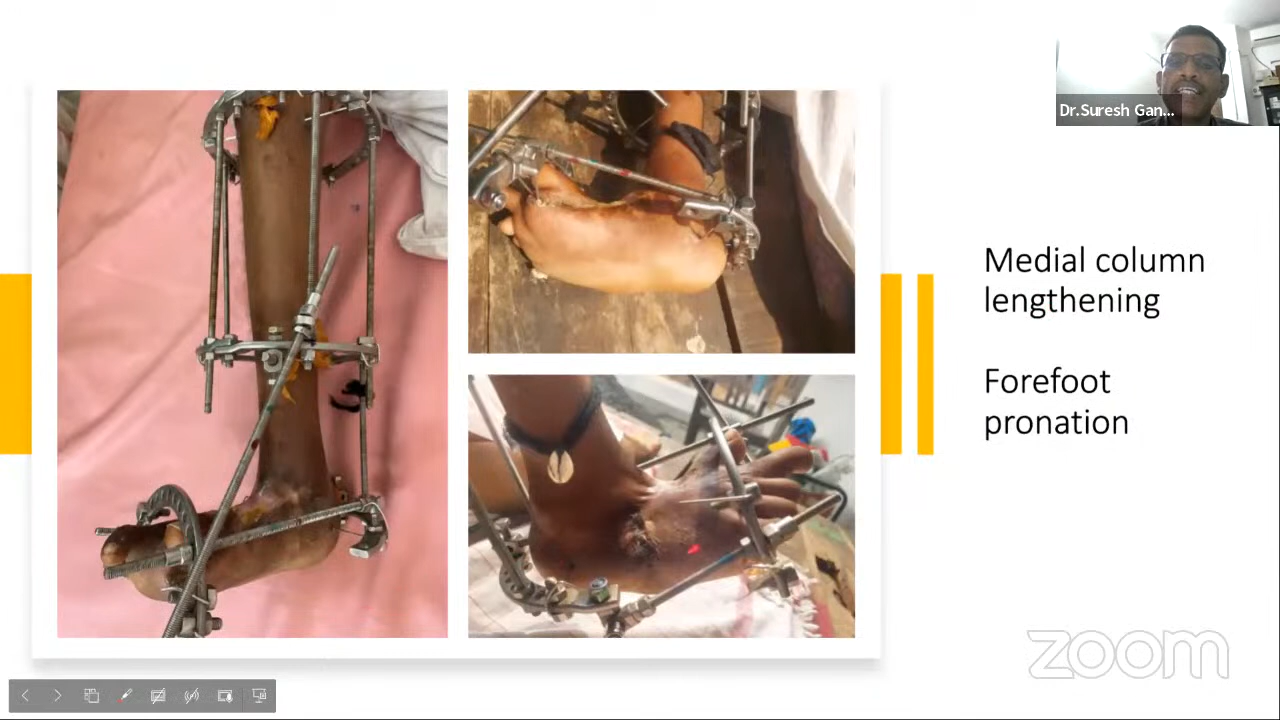 Dr.Suresh Gan...
Medial column
lengthening
Forefoot
pronation
zoom